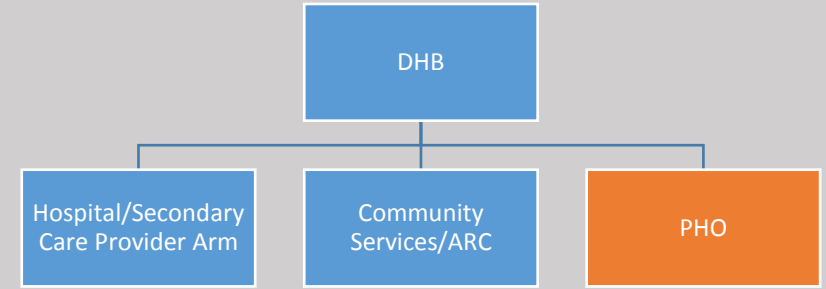 DHB
Hospital/Secondary
Care Provider Arm
Community
Services/ARC
PHO